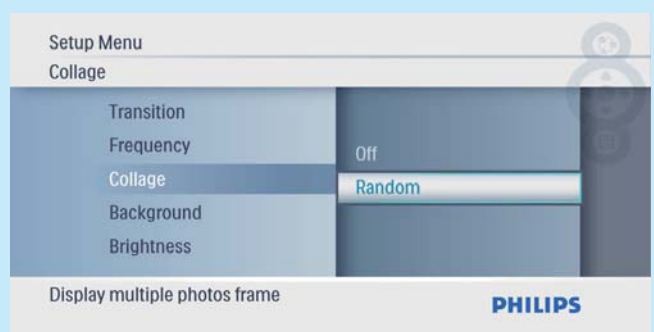 Setup Menu
Collage
Transition
Frequency
Collage
Background
Brightness
Off
Random
Display multiple photos frame
PHILIPS